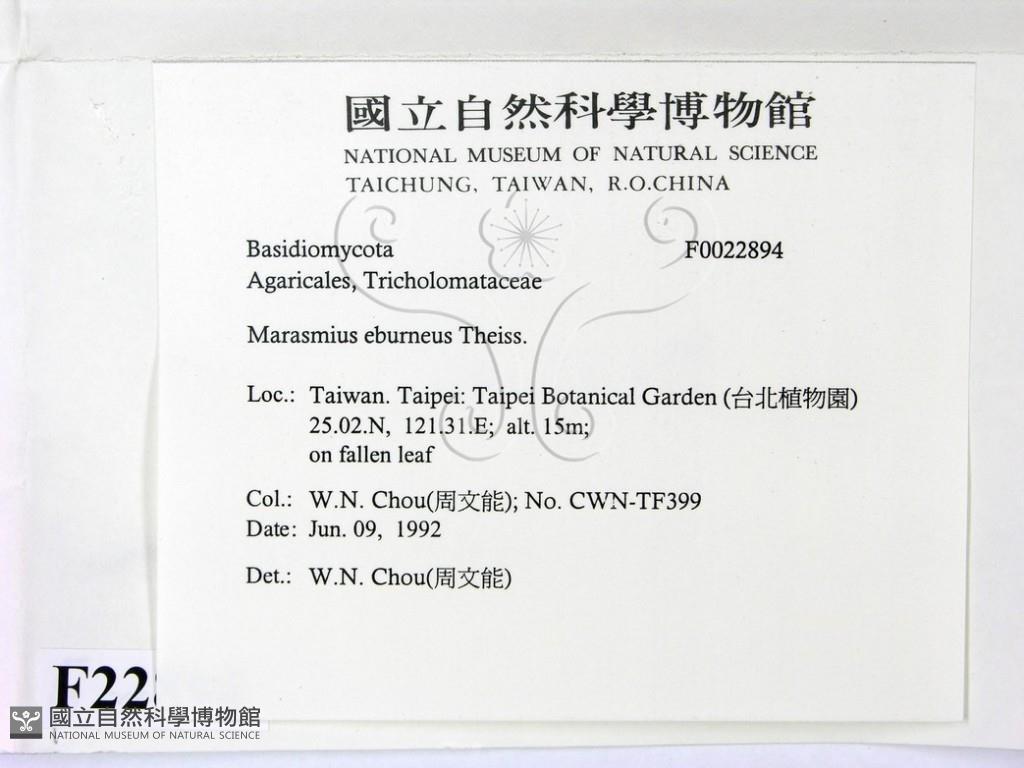 國立自然科學博物館
NATIONAL MUSEUM OF NATURAL SCIENCE
TAICHUNG, TAIWAN, R.O.CHINA
Basidiomycota F0022894
Agaricales, Tricholomataceae
Marasmius eburneus Theiss.
Loc.: Taiwan. Taipei: Taipei Botanical Garden (台北植物園)
25.02.N, 121.31.E; alt. 15m;
on fallen leaf
Col.: W.N. Chou(周文能); No. CWN-TF399
Date: Jun. 09, 1992
Det.: W.N. Chou(周文能)
F22
國立自然科學博物館
NATIONAL MUSEUM OF NATURAL SCIENCE